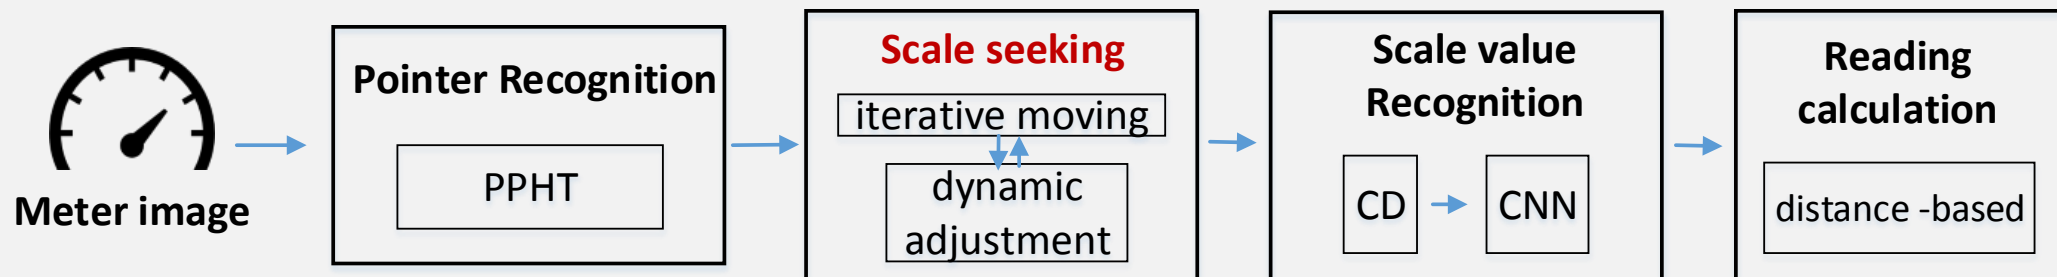 Meter image
Pointer Recognition
PPHT
Scale seeking
iterative moving
dynamic
adjustment
Scale value
Recognition
CD
CNN
Reading
calculation
distance -based